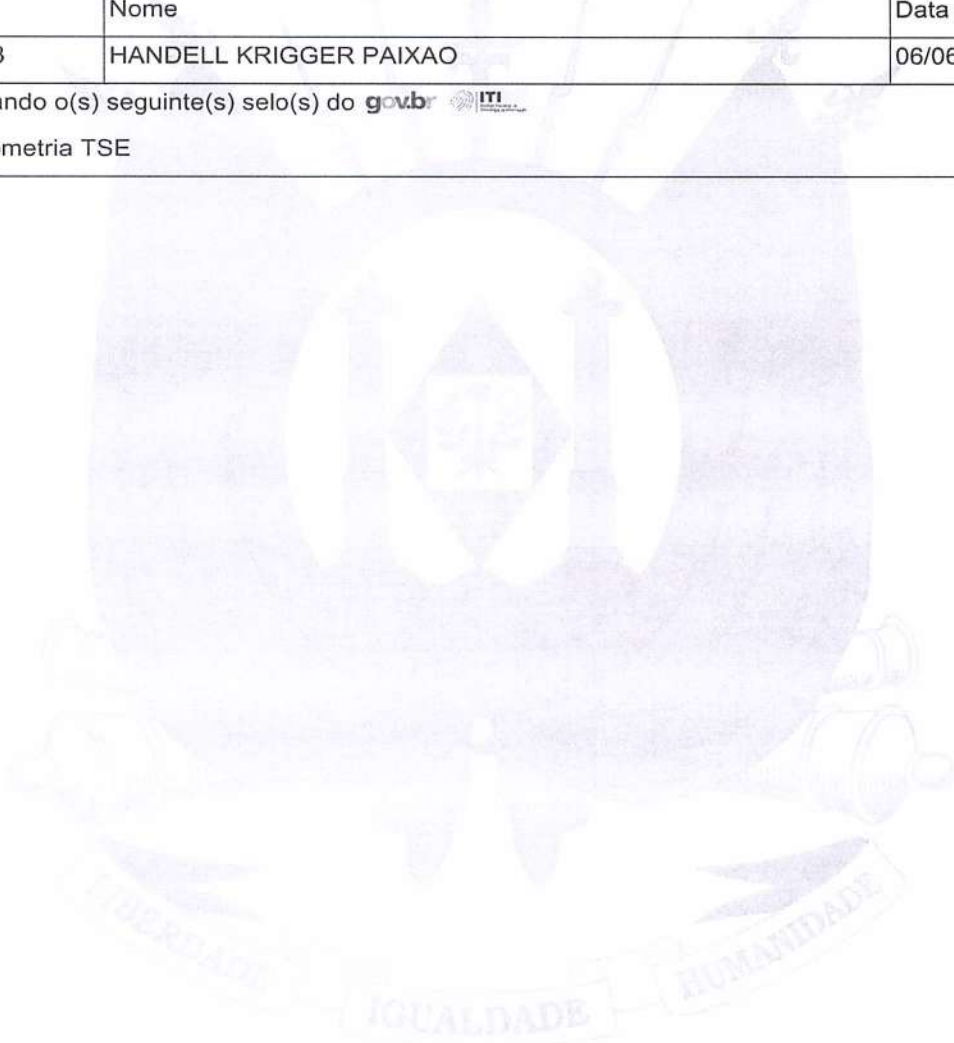 Nome Data
3 HANDELL KRIGGER PAIXAO 06/06
ando o(s) seguinte(s) selo(s) do gov.br ITI
metria TSE
LIBERDADE IGUALDADE HUMANIDADE